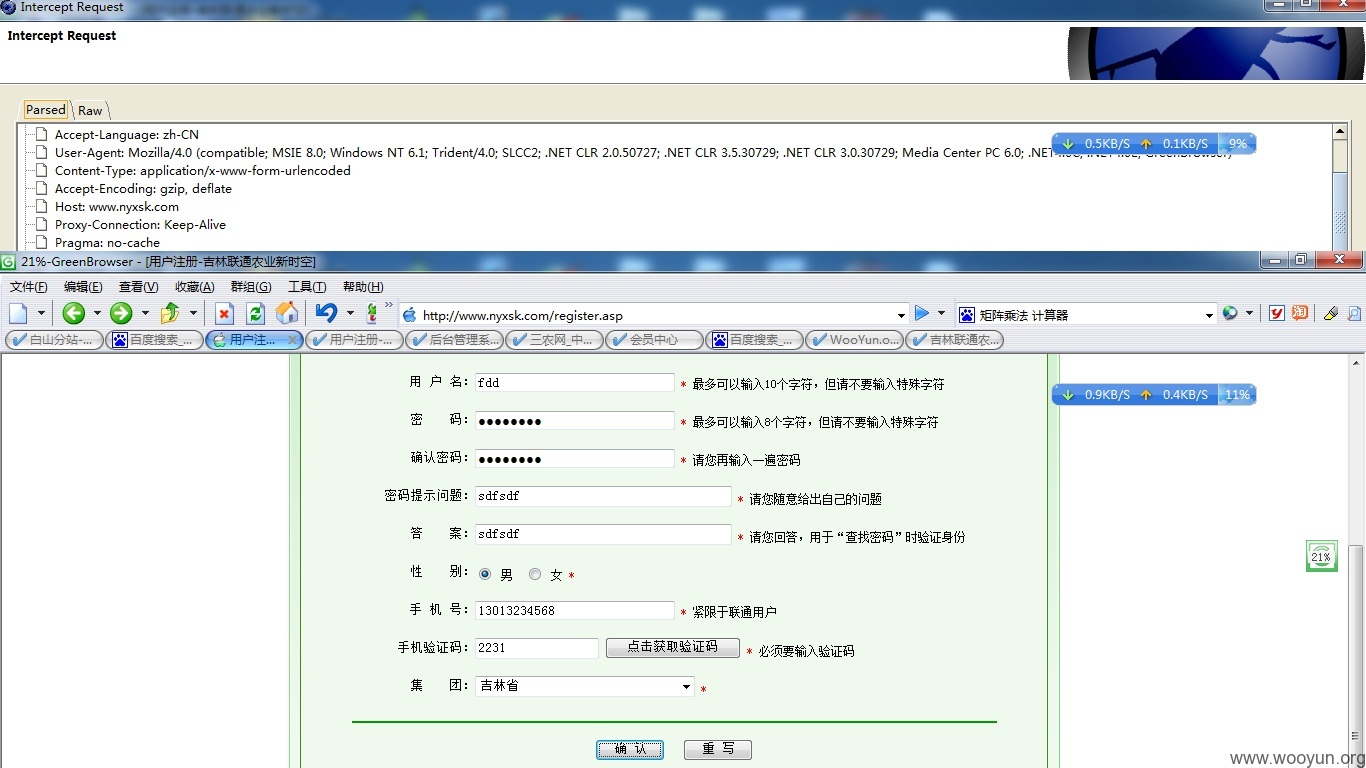 Intercept Request
Intercept Request
Parsed Raw
Accept-Language: zh-CN
User-Agent: Mozilla/4.0 (compatible; MSIE 8.0; Windows NT 6.1; Trident/4.0; SLCC2; .NET CLR 2.0.50727; .NET CLR 3.5.30729; .NET CLR 3.0.30729; Media Center PC 6.0;
0.5KB/S 0.1KB/S 9%
Content-Type: application/x-www-form-urlencoded
Accept-Encoding: gzip, deflate
Host: www.nyxsk.com
Proxy-Connection: Keep-Alive
Pragma: no-cache
21%-GreenBrowser - [用户注册-吉林联通农业新时空]
文件(F) 编辑(E) 查看(V) 收藏(A) 群组(G) 工具(T) 帮助(H)
http://www.nyxsk.com/register.asp 矩阵乘法 计算器 淘
白山分站-... 百度搜索_... 用户注... 用户注册-... 后台管理系... 三农网_中... 会员中心 百度搜索_... WooYun.o... 吉林联通农...
用 户 名: fdd * 最多可以输入10个字符，但请不要输入特殊字符
0.9KB/S 0.4KB/S 11%
密 码: ●●●●●●●● * 最多可以输入8个字符，但请不要输入特殊字符
确认密码: ●●●●●●●● * 请您再输入一遍密码
密码提示问题: sdfsdf * 请您随意给出自己的问题
答 案: sdfsdf * 请您回答，用于“查找密码”时验证身份
21%
性 别: 男 女 *
手 机 号: 13013234568 * 紧限于联通用户
手机验证码: 2231 点击获取验证码 * 必须要输入验证码
集 团: 吉林省 *
确 认 重 写
www.wooyun.org